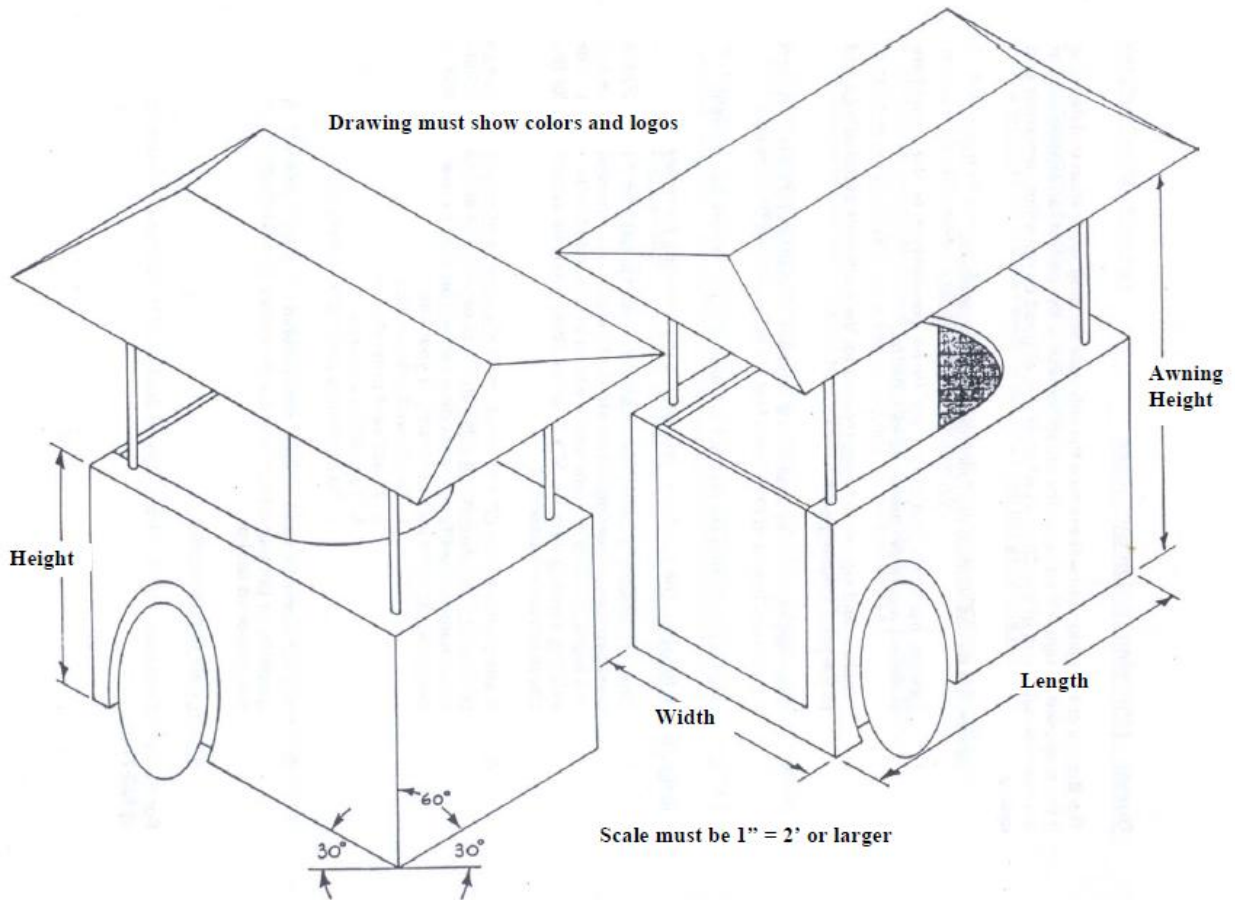 Drawing must show colors and logos
Awning
Height
Height
Length
Width
60°
Scale must be 1” = 2’ or larger
30°
30°